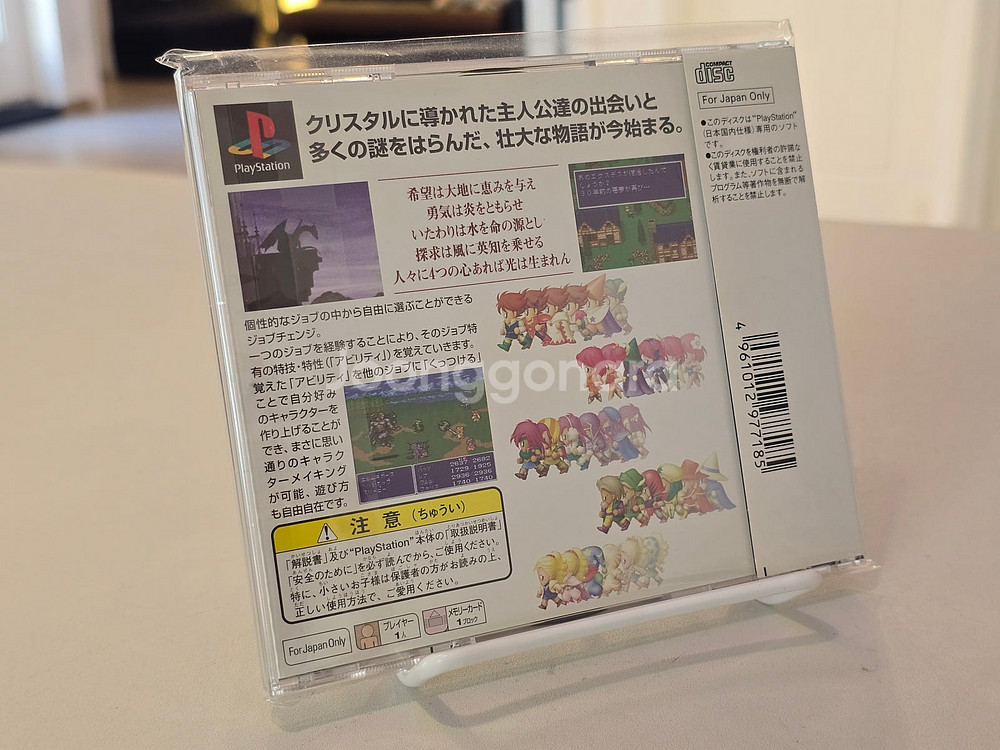 COMPACT
disc
For Japan Only
●このディスクは"PlayStation"
(日本国内仕様)専用のソフト
です。
●このディスクを権利者の許諾な
く賃貸業に使用することを禁止
します。また、ソフトに含まれる
プログラム等著作物を無断で複
4961012977185
PlayStation
クリスタルに導かれた主人公達の出会いと
多くの謎をはらんだ、壮大な物語が今始まる。
希望は大地に恵みを与え
勇気は炎をともらせ
いたわりは水を命の源とし
探求は風に英知を乗せる
人々に4つの心あれば光は生まれん
個性的なジョブの中から自由に選ぶことができる
ジョブチェンジ。
一つのジョブを経験することにより、そのジョブ特
有の特技・特性(「アビリティ」)を覚えていきます。
覚えた「アビリティ」を他のジョブに「くっつける」
ことで自分好み
のキャラクターを
作り上げることが
でき、まさに思い
通りのキャラク
ターメイキング
が可能、遊び方
も自由自在です。
2637/2692
1729/1925
2936/2936
1740/1740
Joonggonara
注意(ちゅうい)
「解説書」及び"PlayStation"本体の「取扱説明書」
「安全のために」を必ず読んでから、ご使用ください。
特に、小さいお子様は保護者の方がお読みの上、
正しい使用方法で、ご愛用ください。
For Japan Only
プレイヤー
1人
メモリーカード
1ブロック